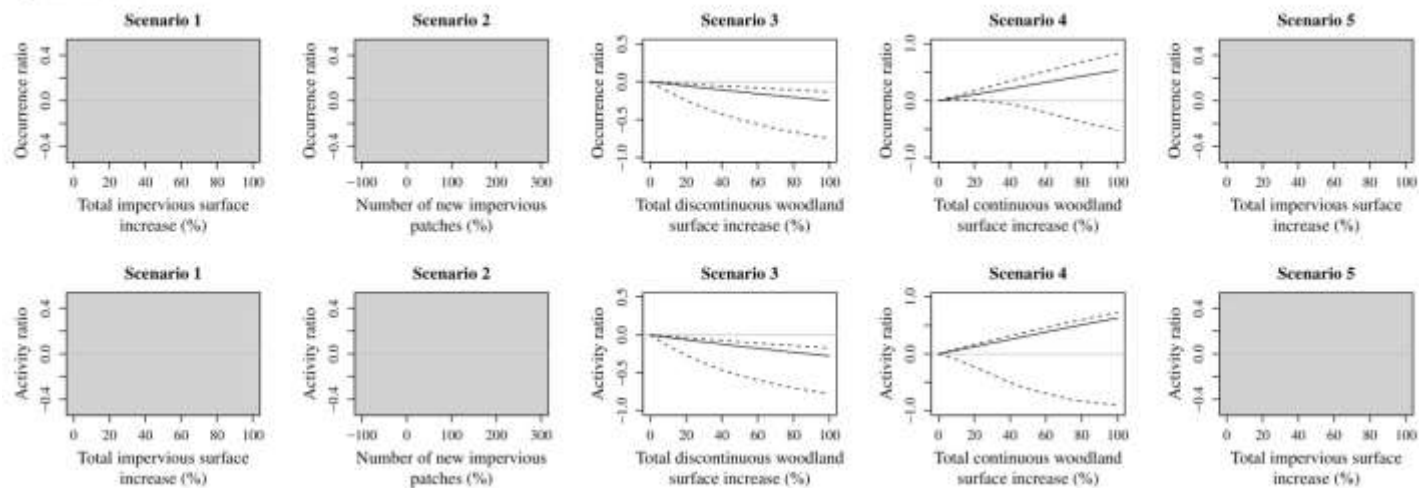 Scenario 1
Scenario 2
Scenario 3
Scenario 4
Scenario 5
Occurrence ratio
−0.4 0.0 0.4
0 20 40 60 80 100
Total impervious surface
increase (%)
Occurrence ratio
−0.4 0.0 0.4
−100 0 100 200 300
Number of new impervious
patches (%)
Occurrence ratio
−1.0 −0.5 0.0 0.5
0 20 40 60 80 100
Total discontinuous woodland
surface increase (%)
Occurrence ratio
−1.0 0.0 1.0
0 20 40 60 80 100
Total continuous woodland
surface increase (%)
Occurrence ratio
−0.4 0.0 0.4
0 20 40 60 80 100
Total impervious surface
increase (%)
Scenario 1
Scenario 2
Scenario 3
Scenario 4
Scenario 5
Activity ratio
−0.4 0.0 0.4
0 20 40 60 80 100
Total impervious surface
increase (%)
Activity ratio
−0.4 0.0 0.4
−100 0 100 200 300
Number of new impervious
patches (%)
Activity ratio
−1.0 −0.5 0.0 0.5
0 20 40 60 80 100
Total discontinuous woodland
surface increase (%)
Activity ratio
−1.0 0.0 1.0
0 20 40 60 80 100
Total continuous woodland
surface increase (%)
Activity ratio
−0.4 0.0 0.4
0 20 40 60 80 100
Total impervious surface
increase (%)